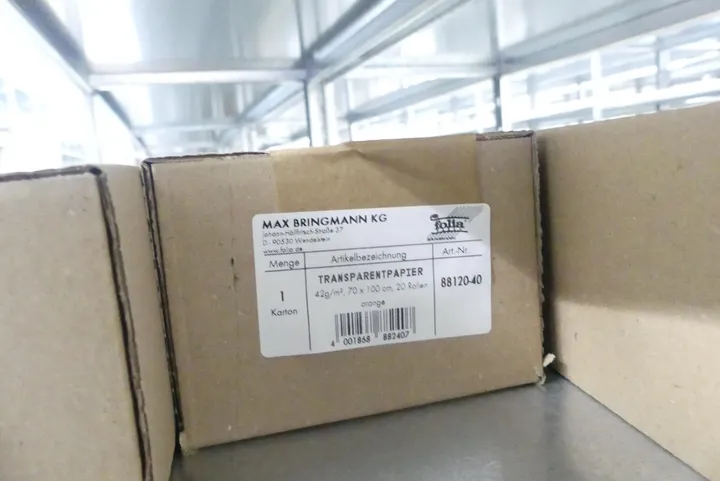 MAX BRINGMANN KG
Johann-Höllfritsch-Straße 37
D - 90530 Wendelstein
www.folia.de
folia
BRINGMANN
Menge
Artikelbezeichnung
Art.-Nr.
1
Karton
TRANSPARENTPAPIER
42g/m², 70 x 100 cm, 20 Rollen
orange
88120-40
4 001868 882407